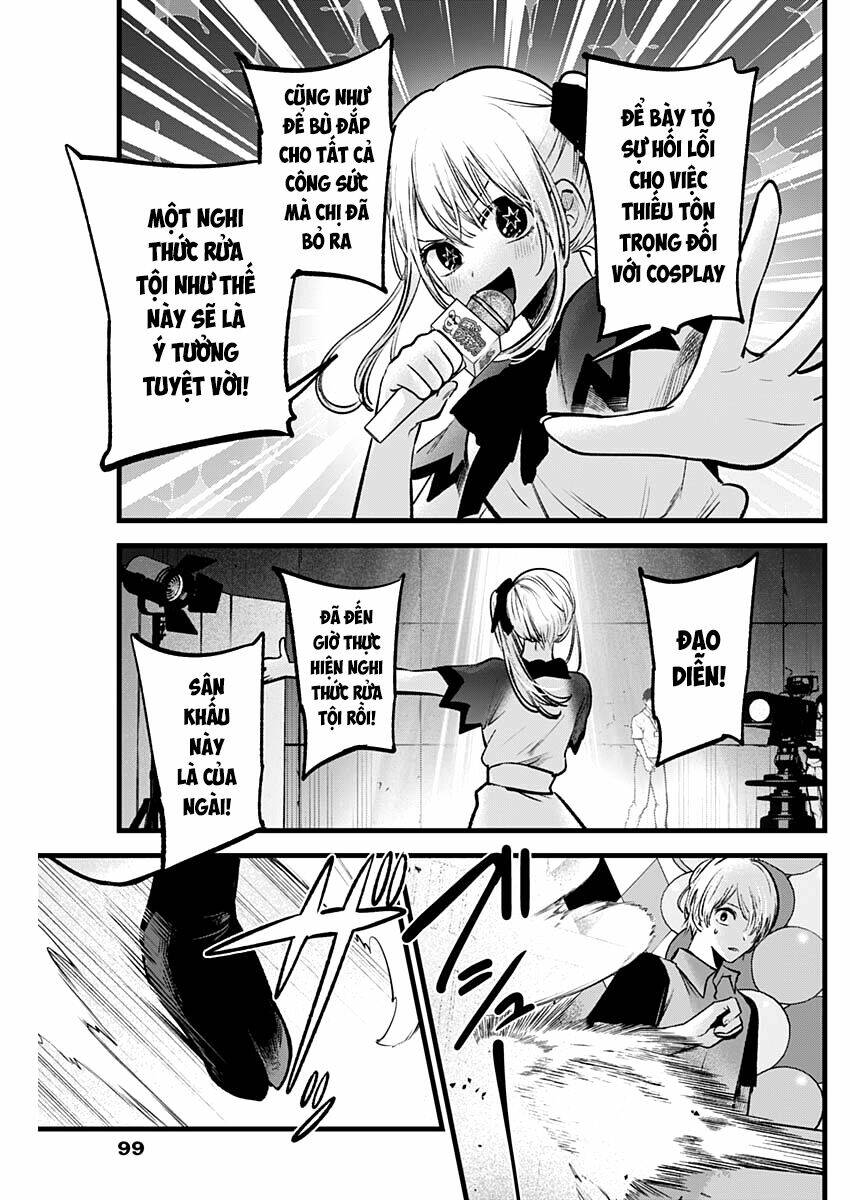 ĐỂ BÀY TỎ
SỰ HỐI LỖI
CHO VIỆC
THIẾU TÔN
TRỌNG ĐỐI
VỚI COSPLAY
CŨNG NHƯ
ĐỂ BÙ ĐẮP
CHO TẤT CẢ
CÔNG SỨC
MÀ CHỊ ĐÃ
BỎ RA
MỘT NGHI
THỨC RỬA
TỘI NHƯ THẾ
NÀY SẼ LÀ
Ý TƯỞNG
TUYỆT VỜI!
ĐẠO
DIỄN!
ĐÃ ĐẾN
GIỜ THỰC
HIỆN NGHI
THỨC RỬA
TỘI RỒI!
SÂN
KHẤU NÀY
LÀ CỦA
NGÀI!
99